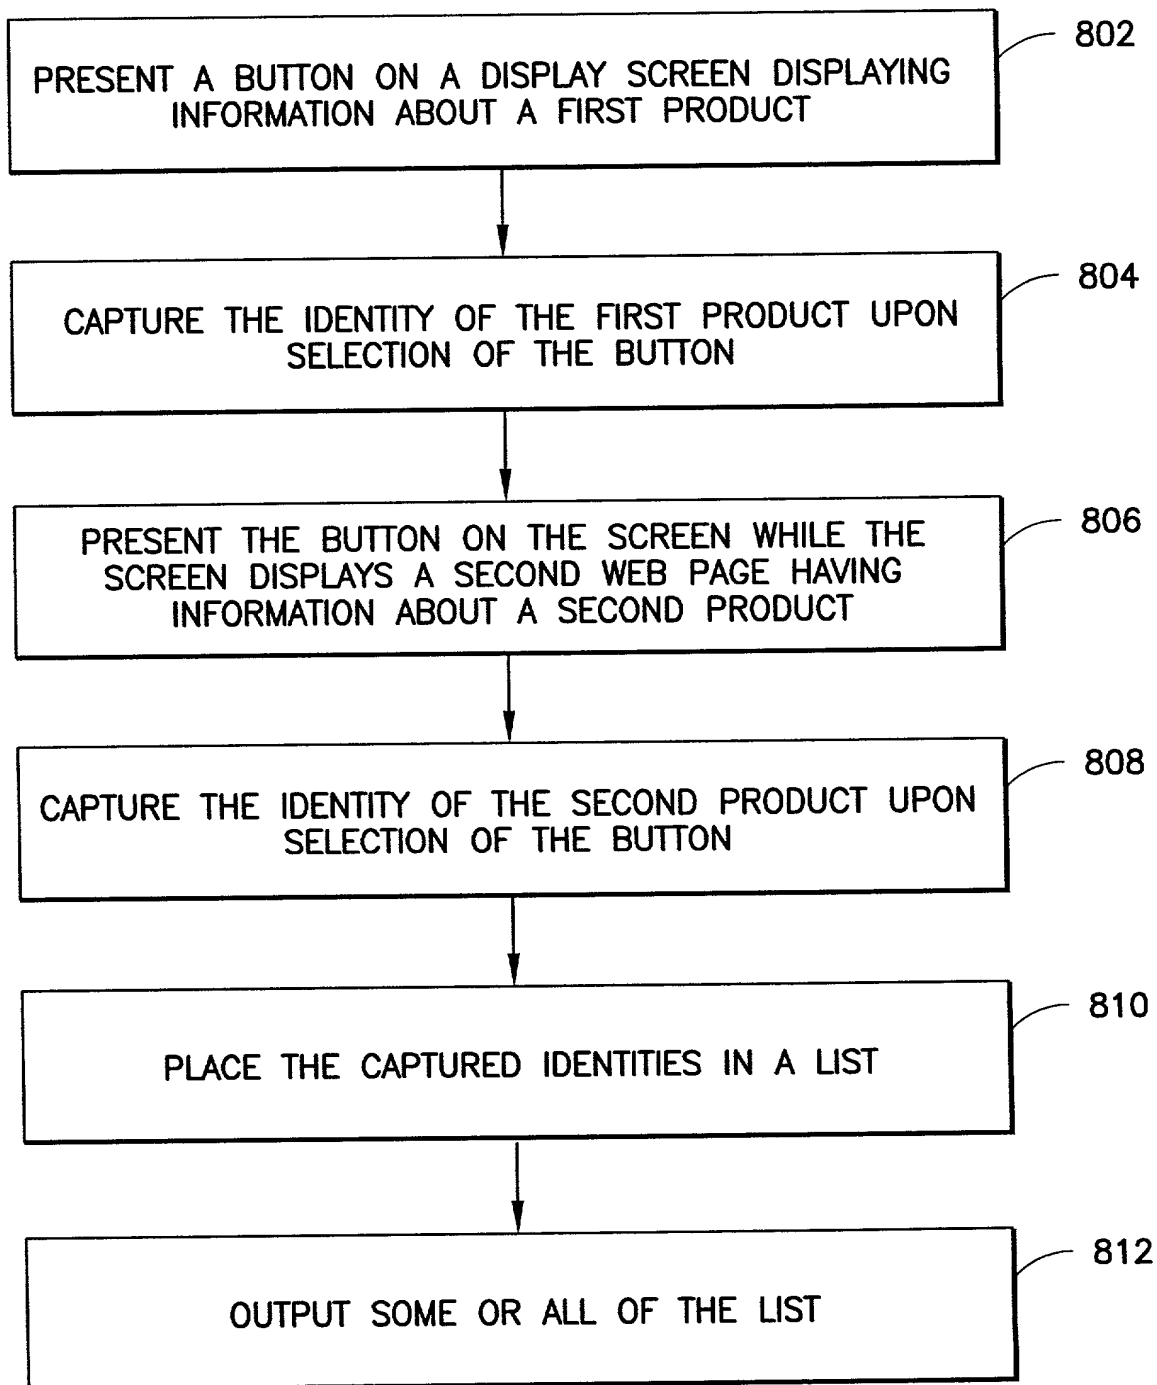 802
PRESENT A BUTTON ON A DISPLAY SCREEN DISPLAYING
INFORMATION ABOUT A FIRST PRODUCT
804
CAPTURE THE IDENTITY OF THE FIRST PRODUCT UPON
SELECTION OF THE BUTTON
806
PRESENT THE BUTTON ON THE SCREEN WHILE THE
SCREEN DISPLAYS A SECOND WEB PAGE HAVING
INFORMATION ABOUT A SECOND PRODUCT
808
CAPTURE THE IDENTITY OF THE SECOND PRODUCT UPON
SELECTION OF THE BUTTON
810
PLACE THE CAPTURED IDENTITIES IN A LIST
812
OUTPUT SOME OR ALL OF THE LIST